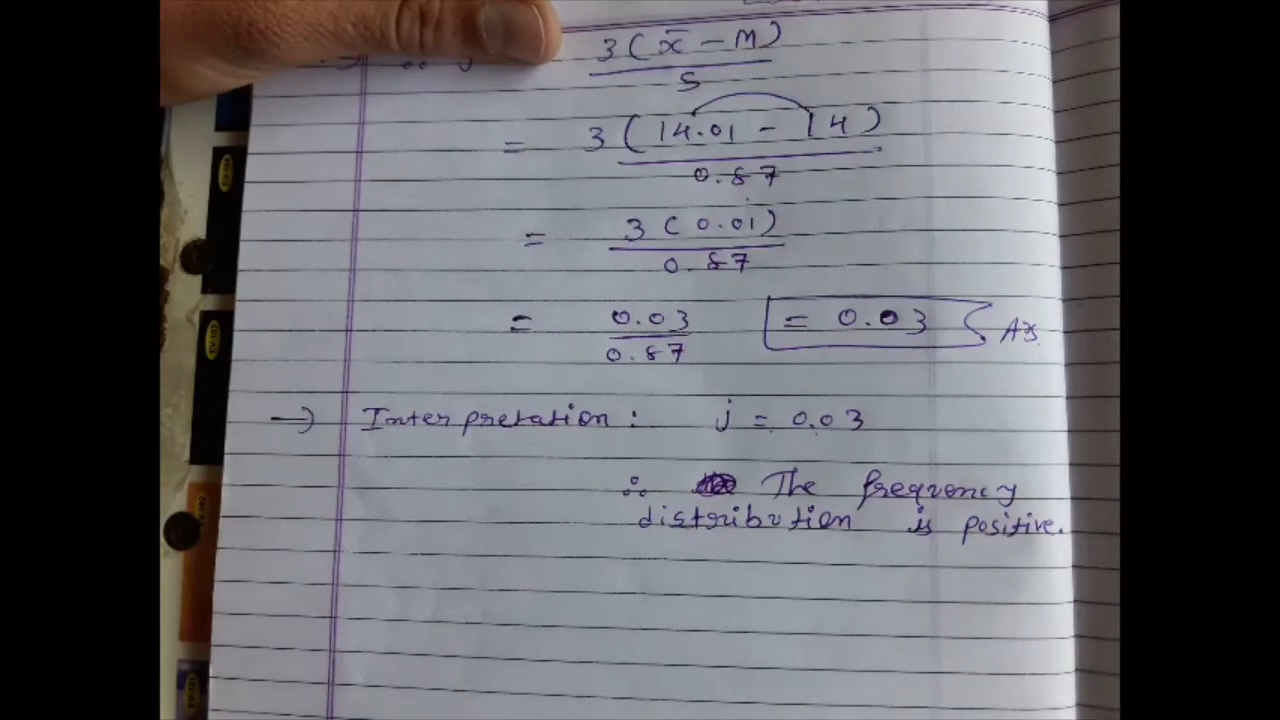 3 ( x̄ - M )
S
= 3 ( 14.01 - 14 )
0.87
= 3 ( 0.01 )
0.87
= 0.03 = 0.03
0.87
→ Interpretation : j = 0.03
∴ The frequency
distribution is positive.